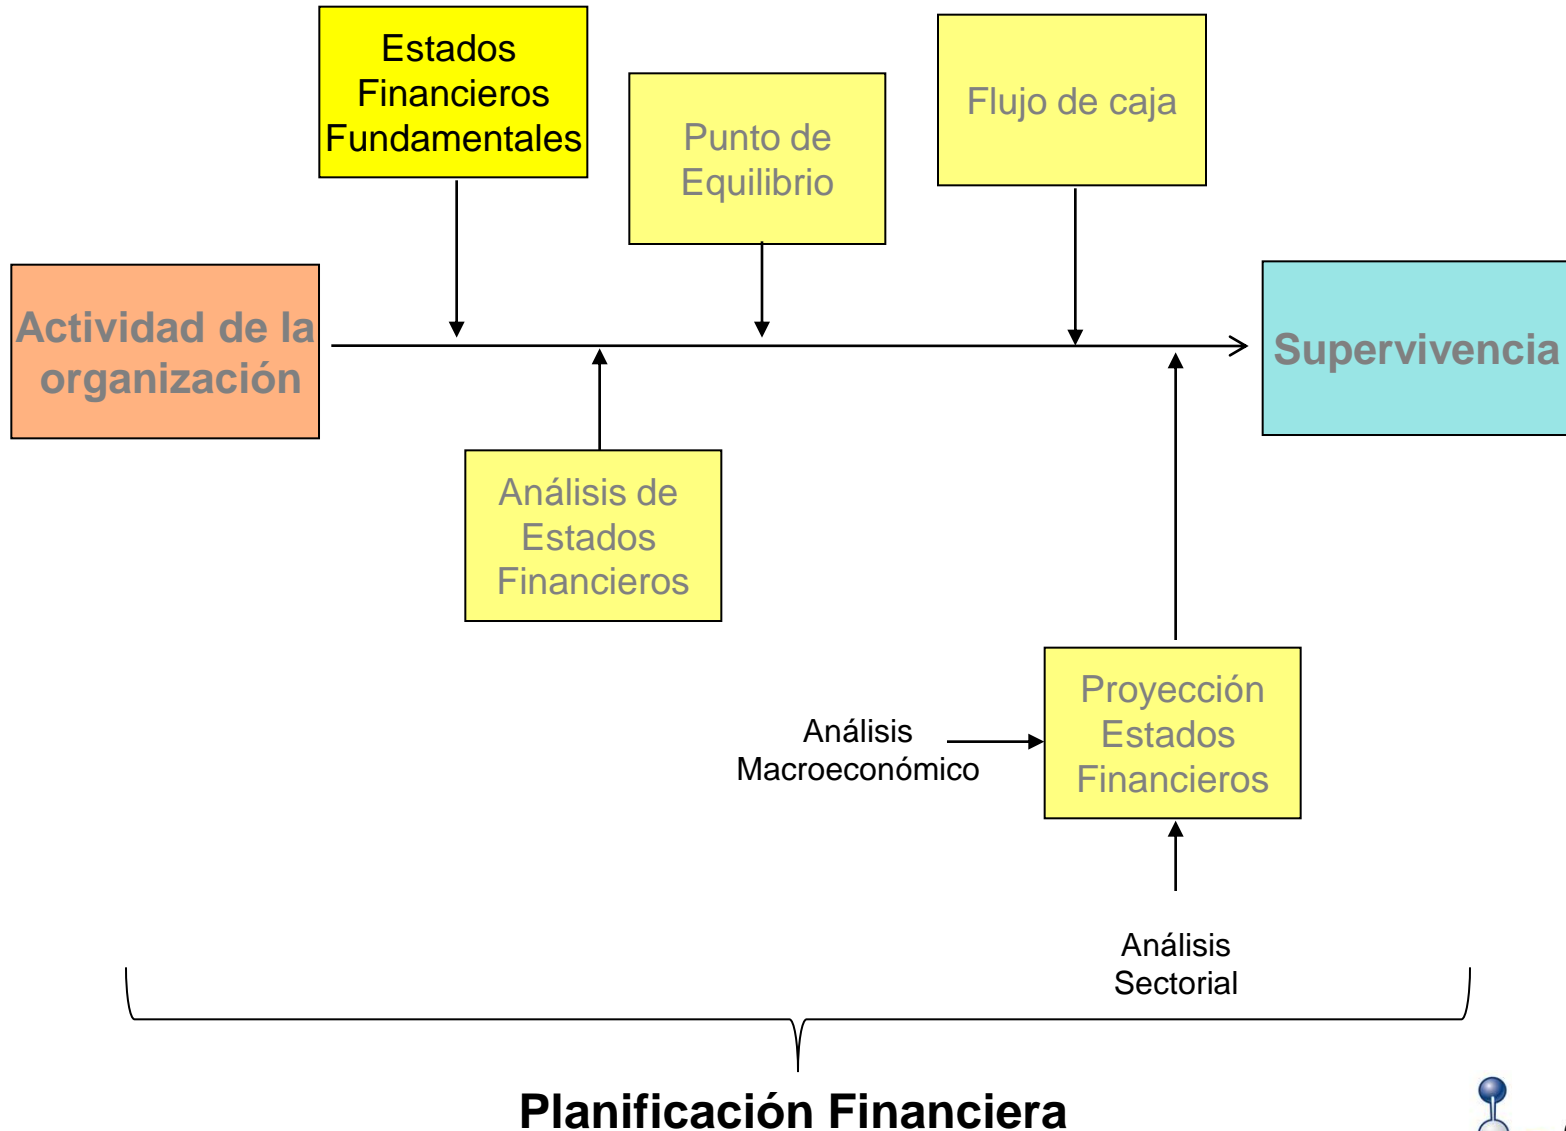 Estados
Financieros
Fundamentales
Punto de
Equilibrio
Flujo de caja
Actividad de la
organización
Supervivencia
Análisis de
Estados
Financieros
Proyección
Estados
Financieros
Análisis
Macroeconómico
Análisis
Sectorial
Planificación Financiera